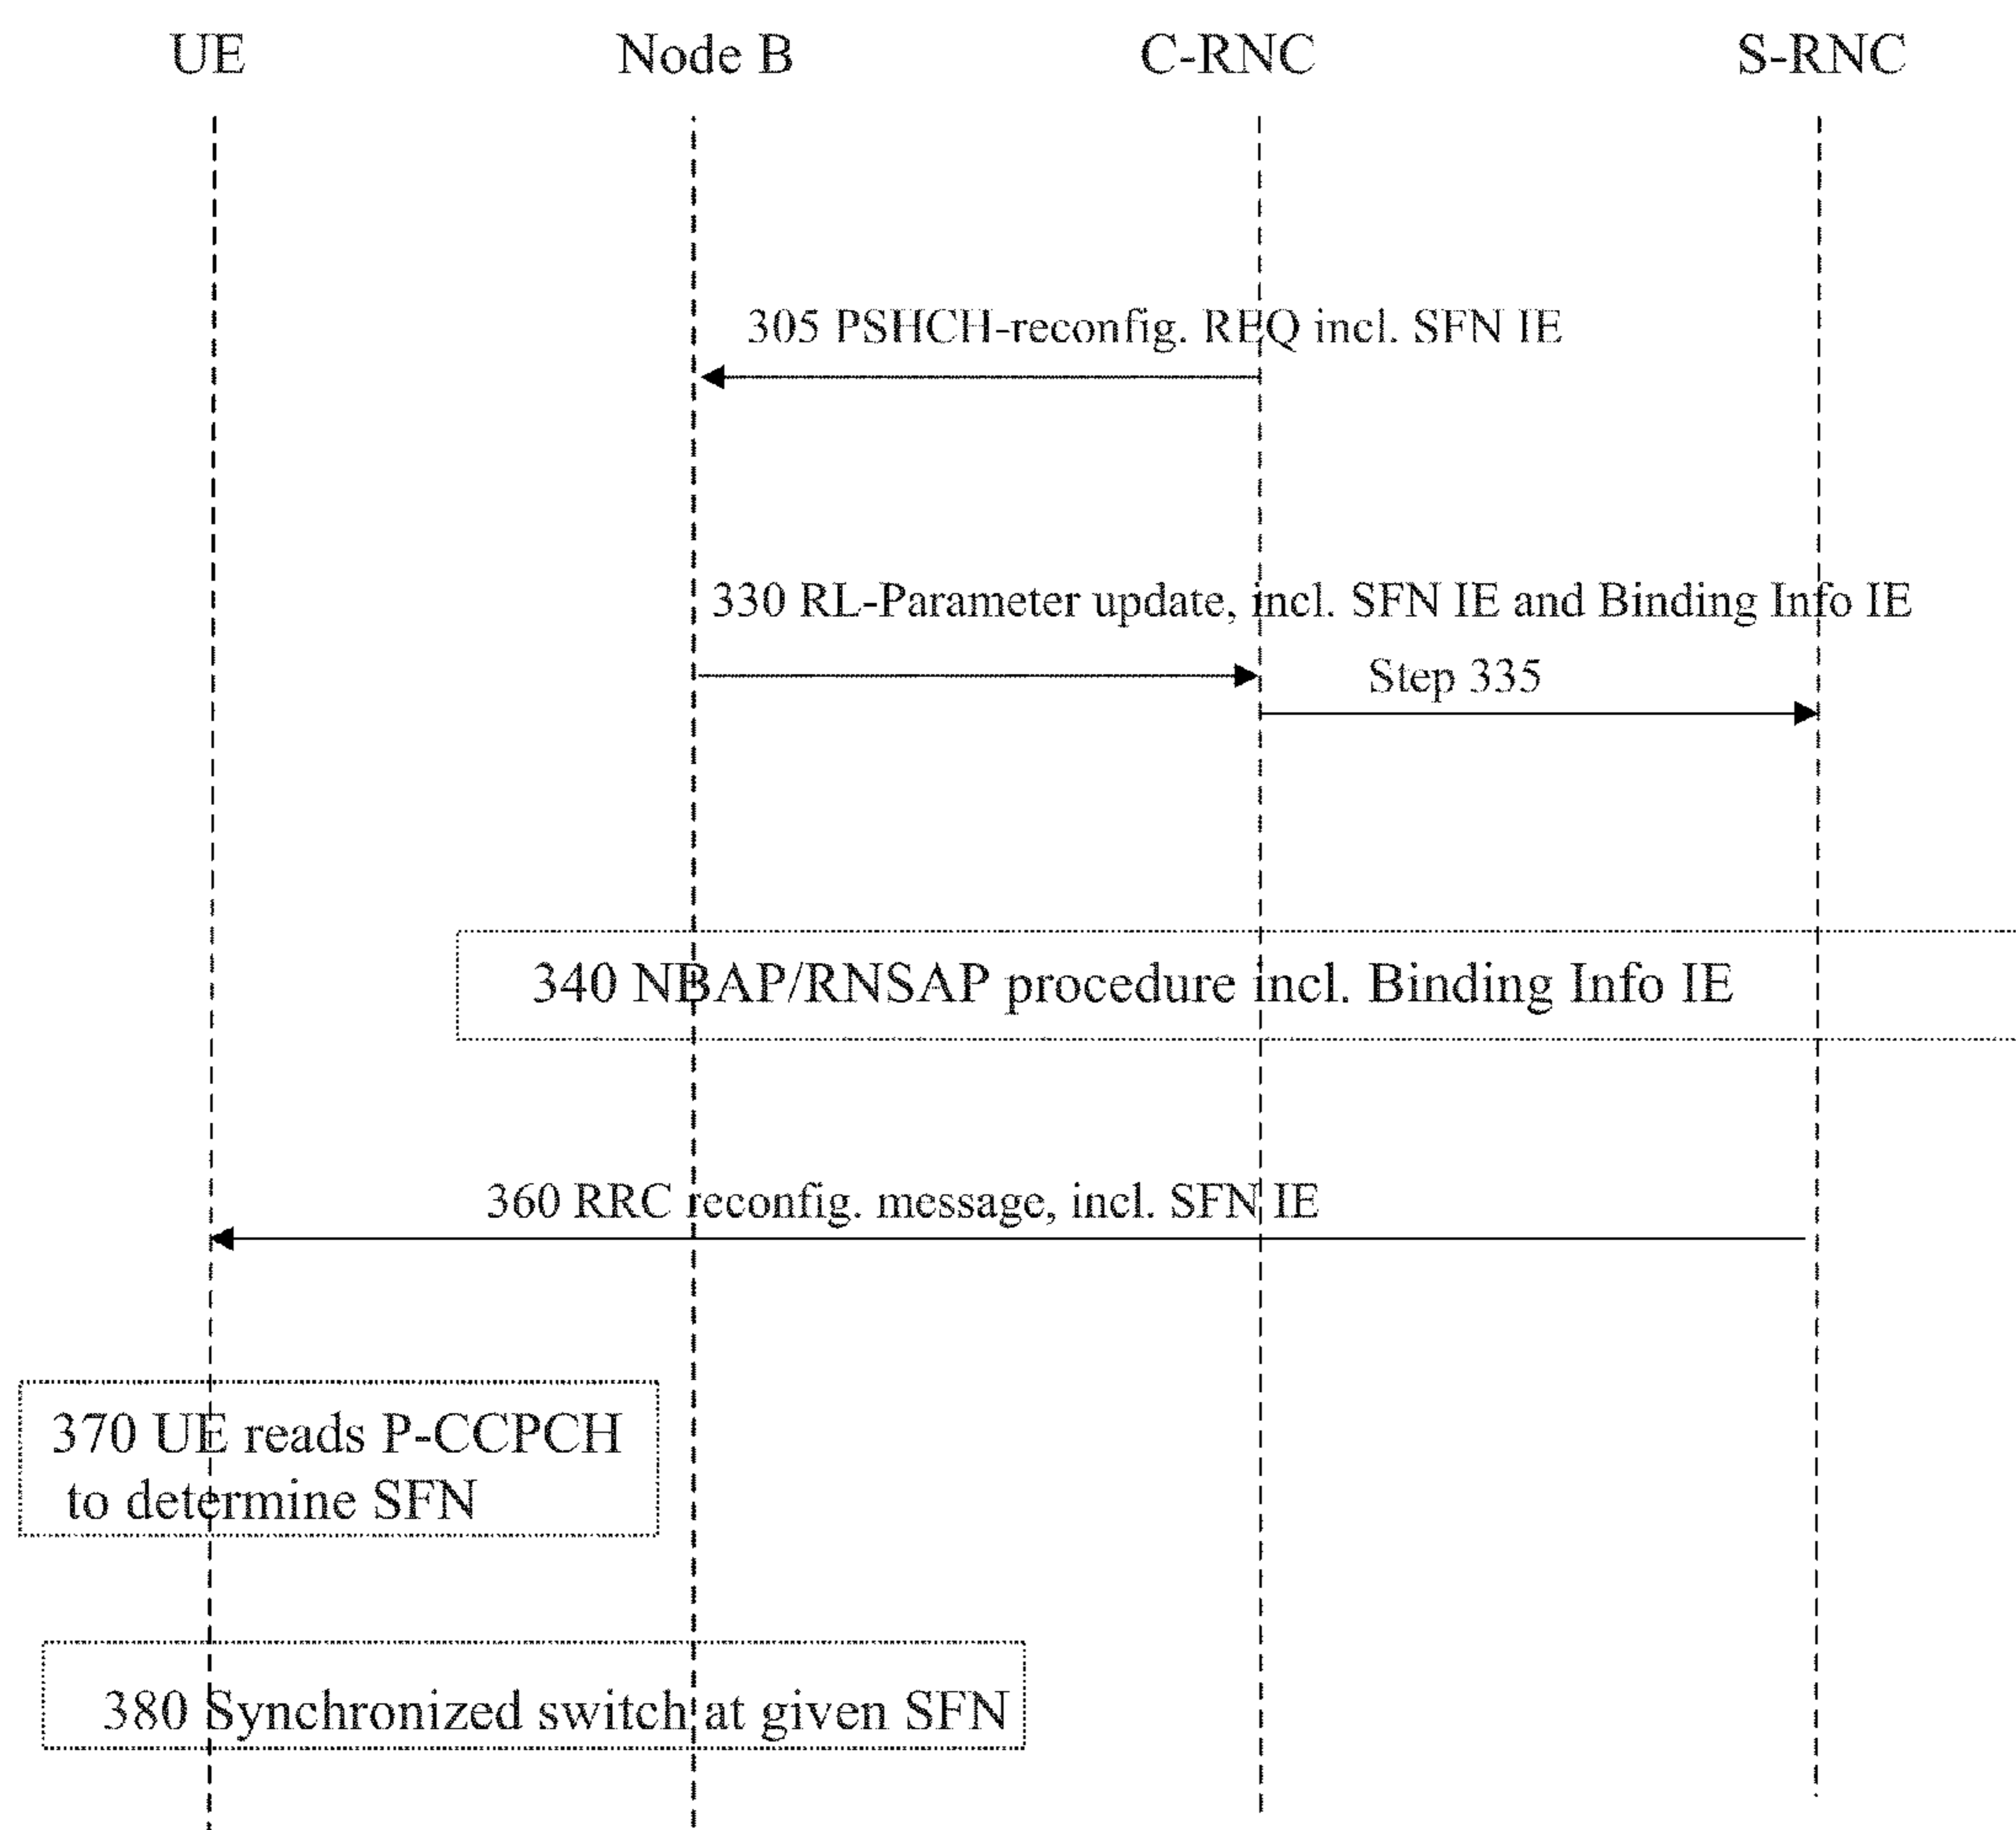 UE Node B C-RNC S-RNC
305 PSHCH-reconfig. REQ incl. SFN IE
330 RL-Parameter update, incl. SFN IE and Binding Info IE
Step 335
340 NBAP/RNSAP procedure incl. Binding Info IE
360 RRC reconfig. message, incl. SFN IE
370 UE reads P-CCPCH
to determine SFN
380 Synchronized switch at given SFN